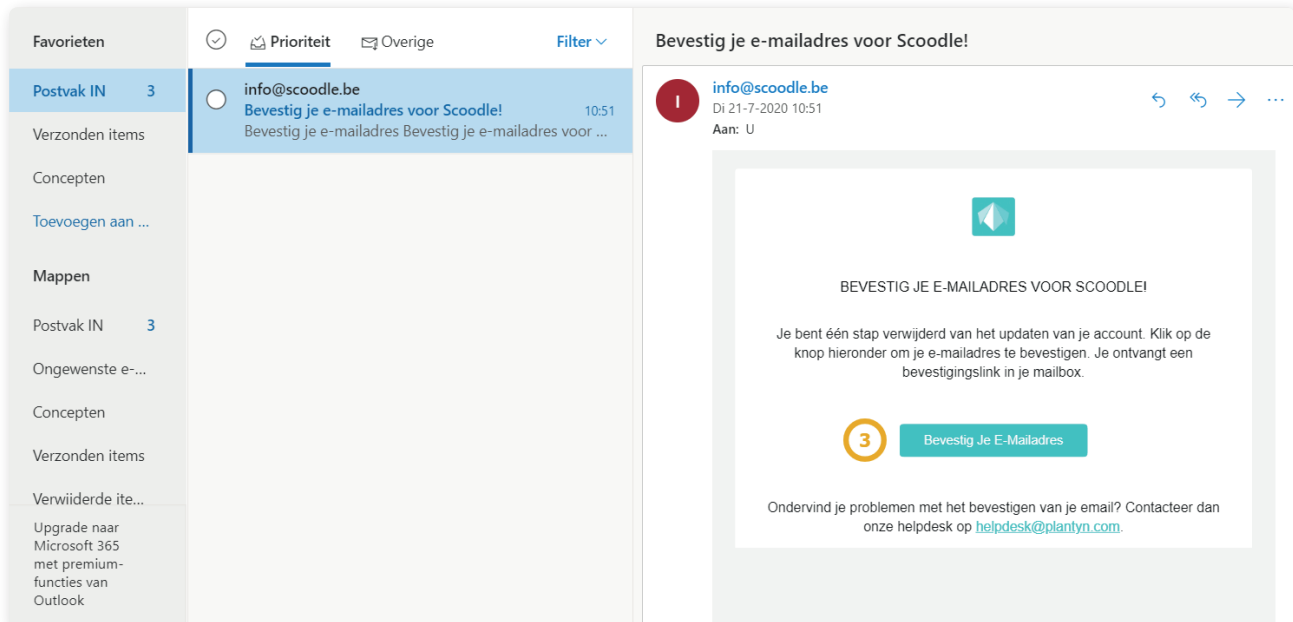 Favorieten
Postvak IN 3
Verzonden items
Concepten
Toevoegen aan ...
Mappen
Postvak IN 3
Ongewenste e-...
Concepten
Verzonden items
Verwijderde ite...
Upgrade naar
Microsoft 365
met premium-
functies van
Outlook
Prioriteit
Overige
Filter
info@scoodle.be
Bevestig je e-mailadres voor Scoodle! 10:51
Bevestig je e-mailadres Bevestig je e-mailadres voor ...
Bevestig je e-mailadres voor Scoodle!
I
info@scoodle.be
Di 21-7-2020 10:51
Aan: U
BEVESTIG JE E-MAILADRES VOOR SCOODLE!
Je bent één stap verwijderd van het updaten van je account. Klik op de
knop hieronder om je e-mailadres te bevestigen. Je ontvangt een
bevestigingslink in je mailbox.
3 Bevestig Je E-Mailadres
Ondervind je problemen met het bevestigen van je email? Contacteer dan
onze helpdesk op helpdesk@plantyn.com.